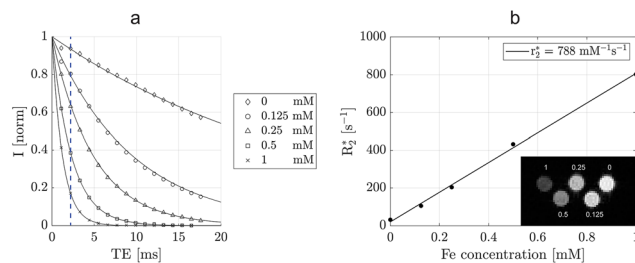 a
1
0.8
0.6
0.4
0.2
0
I [norm]
0 5 10 15 20
TE [ms]
0 mM
0.125 mM
0.25 mM
0.5 mM
1 mM
b
r₂* = 788 mM⁻¹s⁻¹
1000
800
600
400
200
0
R₂* [s⁻¹]
0 0.2 0.4 0.6 0.8 1
Fe concentration [mM]
1 0.25 0
0.5 0.125